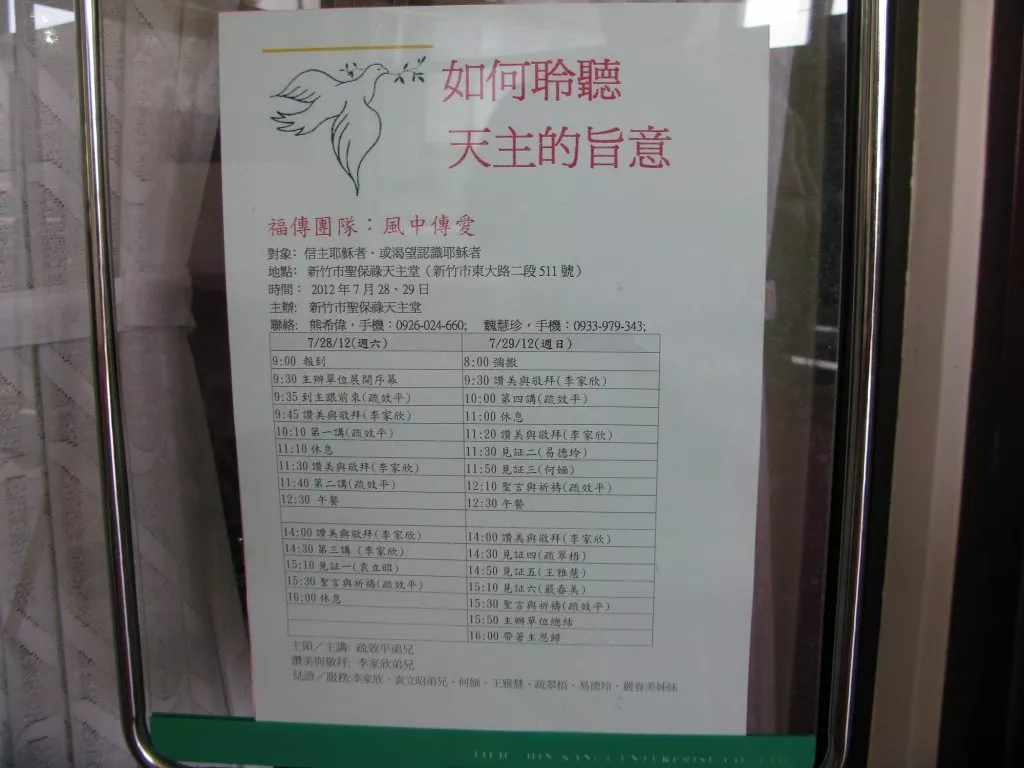 如何聆聽
天主的旨意
福傳團隊：風中傳愛
對象: 信主耶穌者、或渴望認識耶穌者
地點: 新竹市聖保祿天主堂（新竹市東大路二段 511 號）
時間： 2012 年 7 月 28、29 日
主辦: 新竹市聖保祿天主堂
聯絡: 熊希偉，手機：0926-024-660; 魏慧珍，手機：0933-979-343;
7/28/12(週六) 7/29/12(週日)
9:00 報到 8:00 彌撒
9:30 主辦單位展開序幕 9:30 讚美與敬拜(李家欣)
9:35 到主跟前來(疏效平) 10:00 第四講(疏效平)
9:45 讚美與敬拜(李家欣) 11:00 休息
10:10 第一講(疏效平) 11:20 讚美與敬拜(李家欣)
11:10 休息 11:30 見証二(易德玲)
11:30 讚美與敬拜(李家欣) 11:50 見証三(何緬)
11:40 第二講(疏效平) 12:10 聖言與祈禱(疏效平)
12:30 午餐 12:30 午餐
14:00 讚美與敬拜(李家欣) 14:00 讚美與敬拜(李家欣)
14:30 第三講 (李家欣) 14:30 見証四(疏翠梧)
15:10 見証一(袁立昭) 14:50 見証五(王雅慧)
15:30 聖言與祈禱(疏效平) 15:10 見証六(嚴春美)
16:00 休息 15:30 聖言與祈禱(疏效平)
15:50 主辦單位總結
16:00 帶著主恩歸
主領／主講: 疏效平弟兄
讚美與敬拜: 李家欣弟兄
見證／服務:李家欣、袁立昭弟兄、何緬、王雅慧、疏翠梧、易德玲、嚴春美姊妹
ENTERPRISE CO., LTD